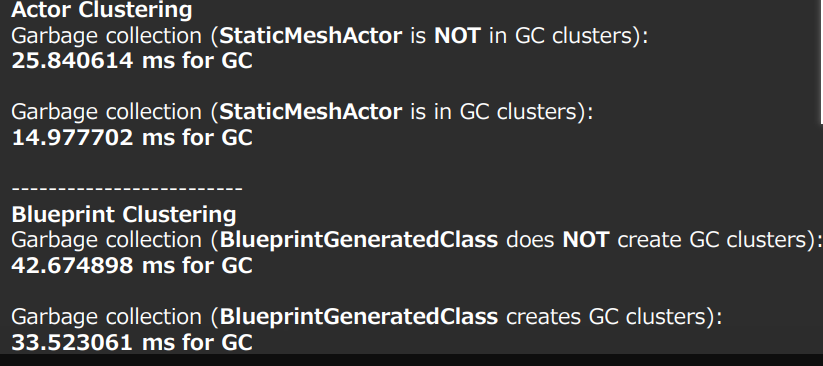 Actor Clustering
Garbage collection (StaticMeshActor is NOT in GC clusters):
25.840614 ms for GC
Garbage collection (StaticMeshActor is in GC clusters):
14.977702 ms for GC
-------------------------
Blueprint Clustering
Garbage collection (BlueprintGeneratedClass does NOT create GC clusters):
42.674898 ms for GC
Garbage collection (BlueprintGeneratedClass creates GC clusters):
33.523061 ms for GC